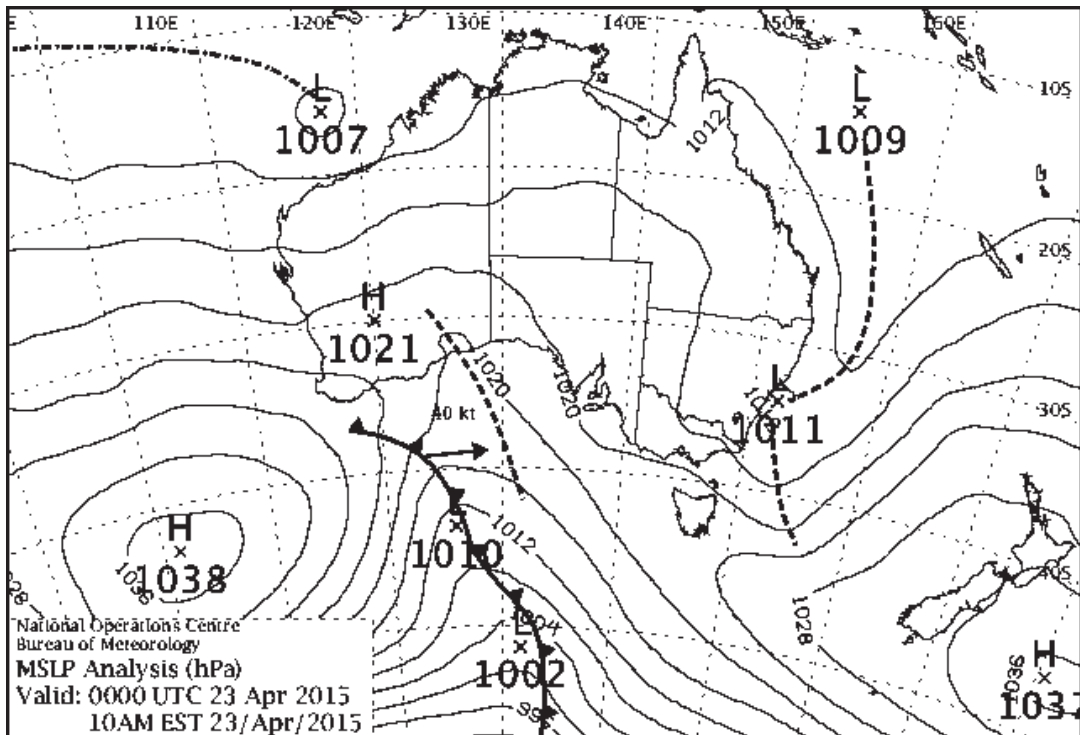 110E 120E 130E 140E 150E 160E
10S
L
1007
L
1009
1012
20S
H
1021
1020
1020
L
1011
30S
40 kt
H
1038
1036
L
1010
1012
40S
1028
1004
L
1002
H
1036
National Operations Centre
Bureau of Meteorology
MSLP Analysis (hPa)
Valid: 0000 UTC 23 Apr 2015
10AM EST 23/Apr/2015